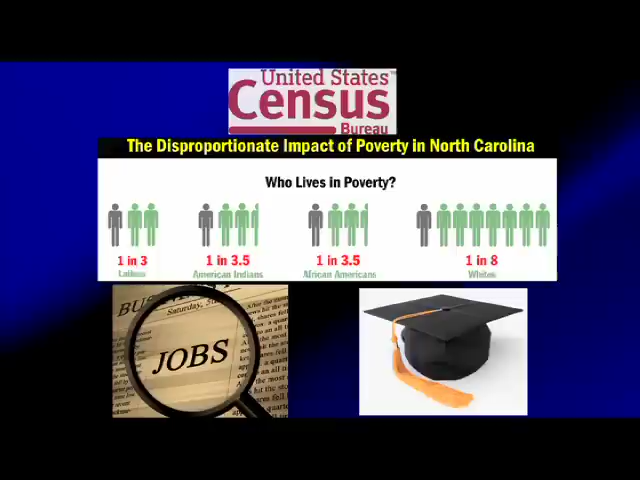 United States
Census
Bureau
The Disproportionate Impact of Poverty in North Carolina
Who Lives in Poverty?
1 in 3
1 in 3.5
1 in 3.5
1 in 8
Latinos
American Indians
African Americans
Whites
Saturday,
JOBS